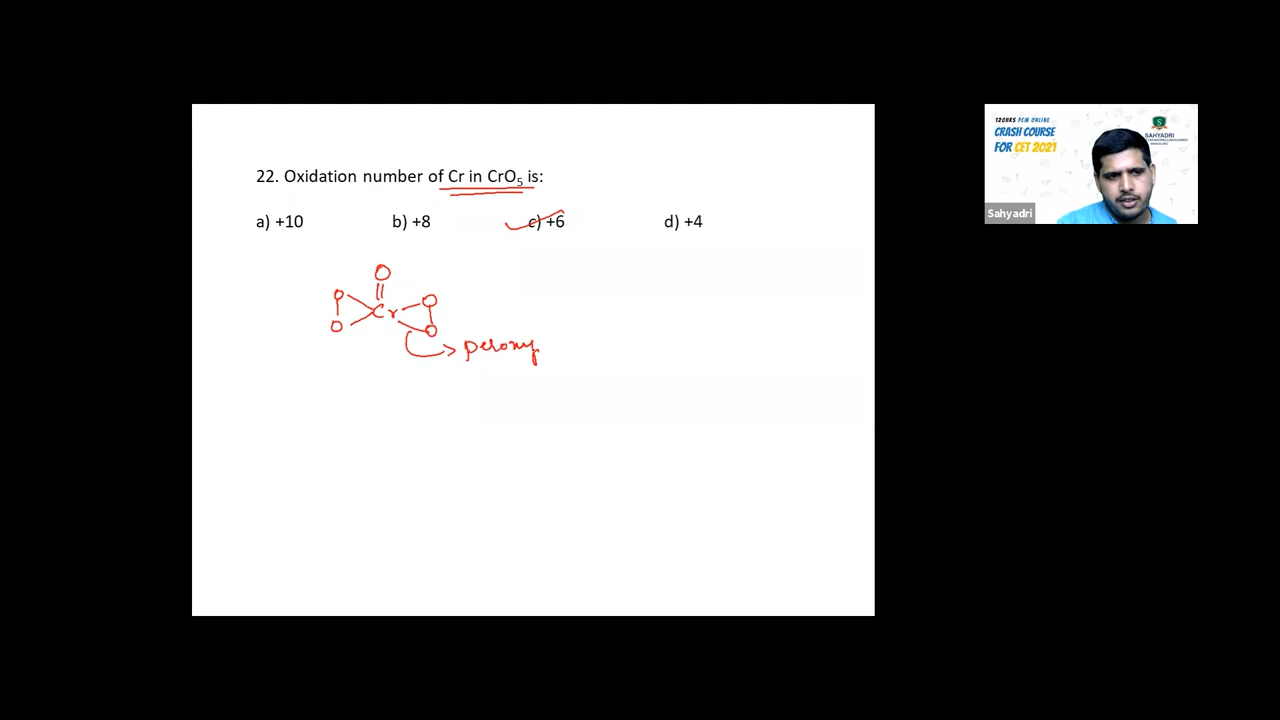 22. Oxidation number of Cr in CrO₅ is:
a) +10 b) +8 c) +6 d) +4
O
O Cr O
O O
peroxy
120HRS PCM ONLINE
CRASH COURSE
FOR CET 2021
S
SAHYADRI
Sahyadri